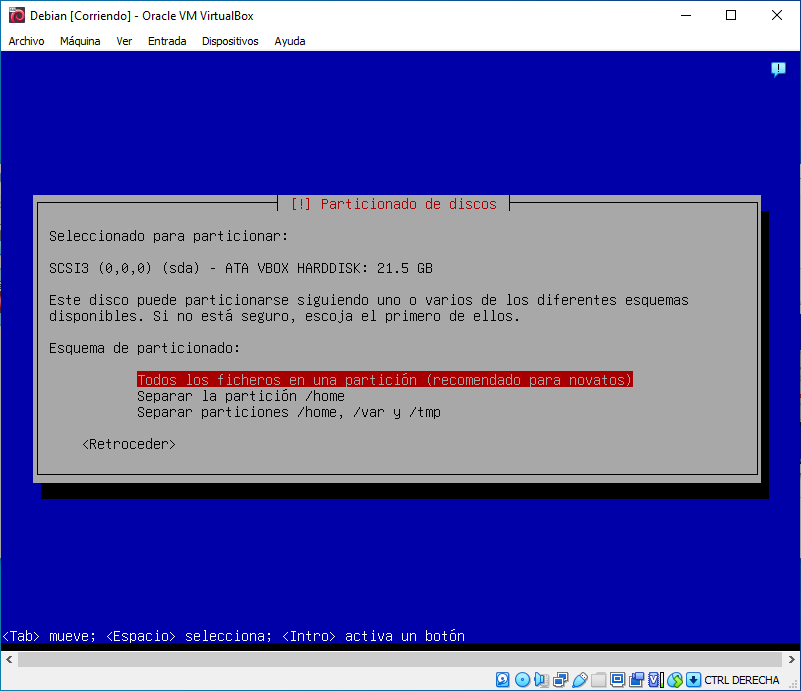 Debian [Corriendo] - Oracle VM VirtualBox
Archivo Máquina Ver Entrada Dispositivos Ayuda
[!] Particionado de discos
Seleccionado para particionar:
SCSI3 (0,0,0) (sda) - ATA VBOX HARDDISK: 21.5 GB
Este disco puede particionarse siguiendo uno o varios de los diferentes esquemas
disponibles. Si no está seguro, escoja el primero de ellos.
Esquema de particionado:
Todos los ficheros en una partición (recomendado para novatos)
Separar la partición /home
Separar particiones /home, /var y /tmp
<Retroceder>
<Tab> mueve; <Espacio> selecciona; <Intro> activa un botón
CTRL DERECHA